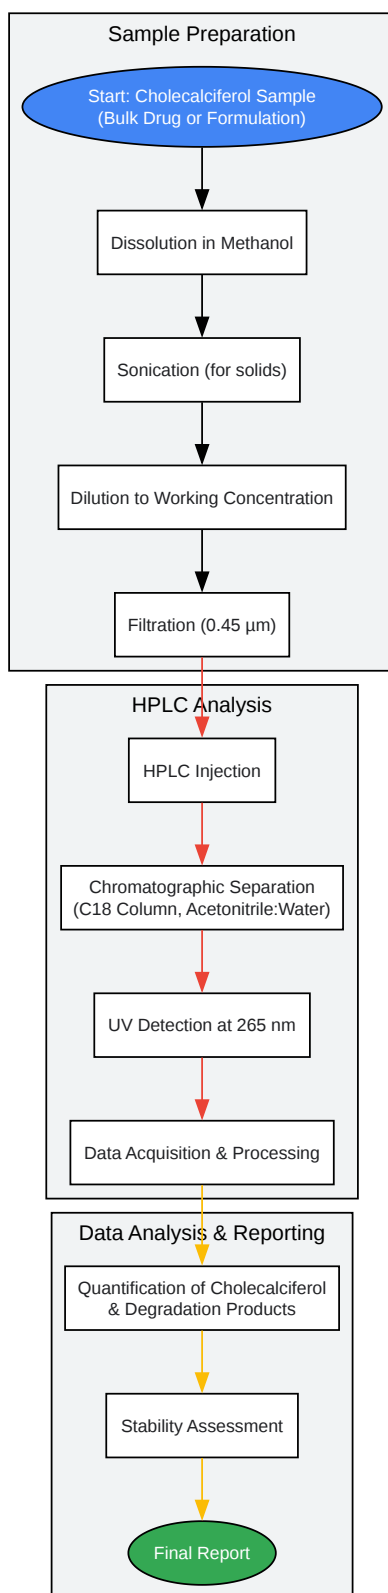 Sample Preparation
Start: Cholecalciferol Sample
(Bulk Drug or Formulation)
Dissolution in Methanol
Sonication (for solids)
Dilution to Working Concentration
Filtration (0.45 µm)
HPLC Analysis
HPLC Injection
Chromatographic Separation
(C18 Column, Acetonitrile:Water)
UV Detection at 265 nm
Data Acquisition & Processing
Data Analysis & Reporting
Quantification of Cholecalciferol
& Degradation Products
Stability Assessment
Final Report